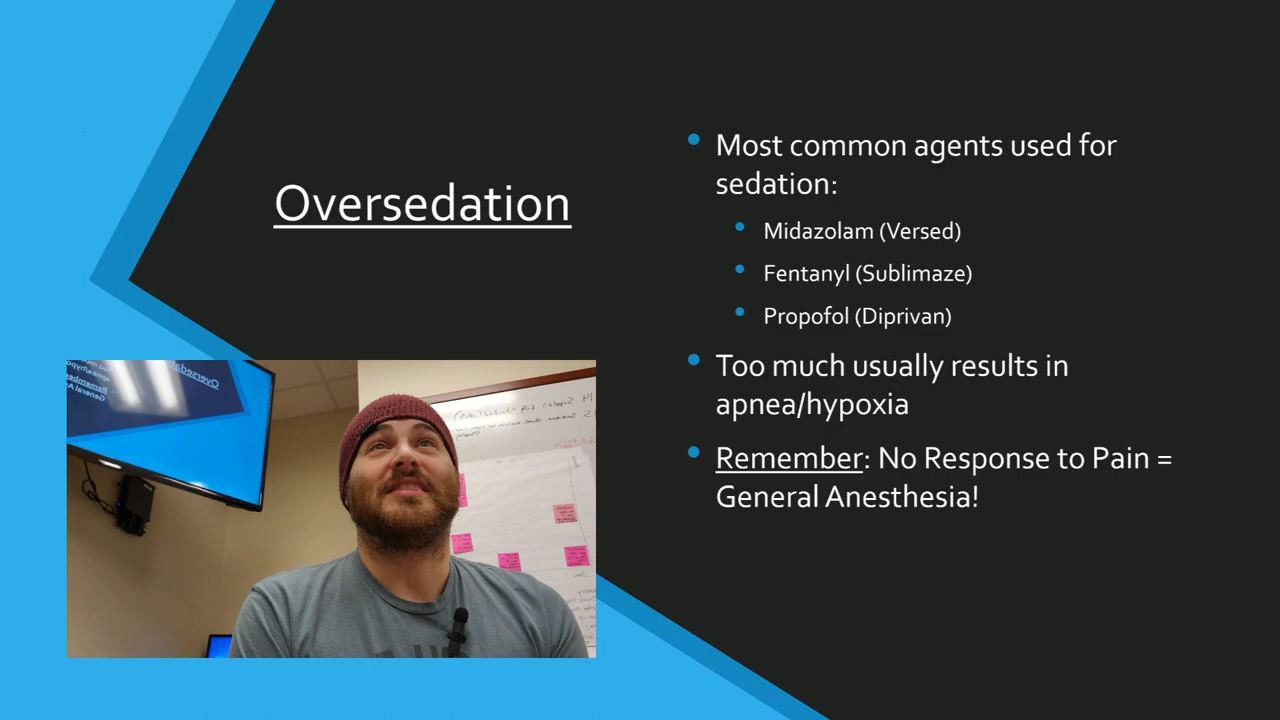 Oversedation
Most common agents used for
sedation:
Midazolam (Versed)
Fentanyl (Sublimaze)
Propofol (Diprivan)
Too much usually results in
apnea/hypoxia
Remember: No Response to Pain =
General Anesthesia!